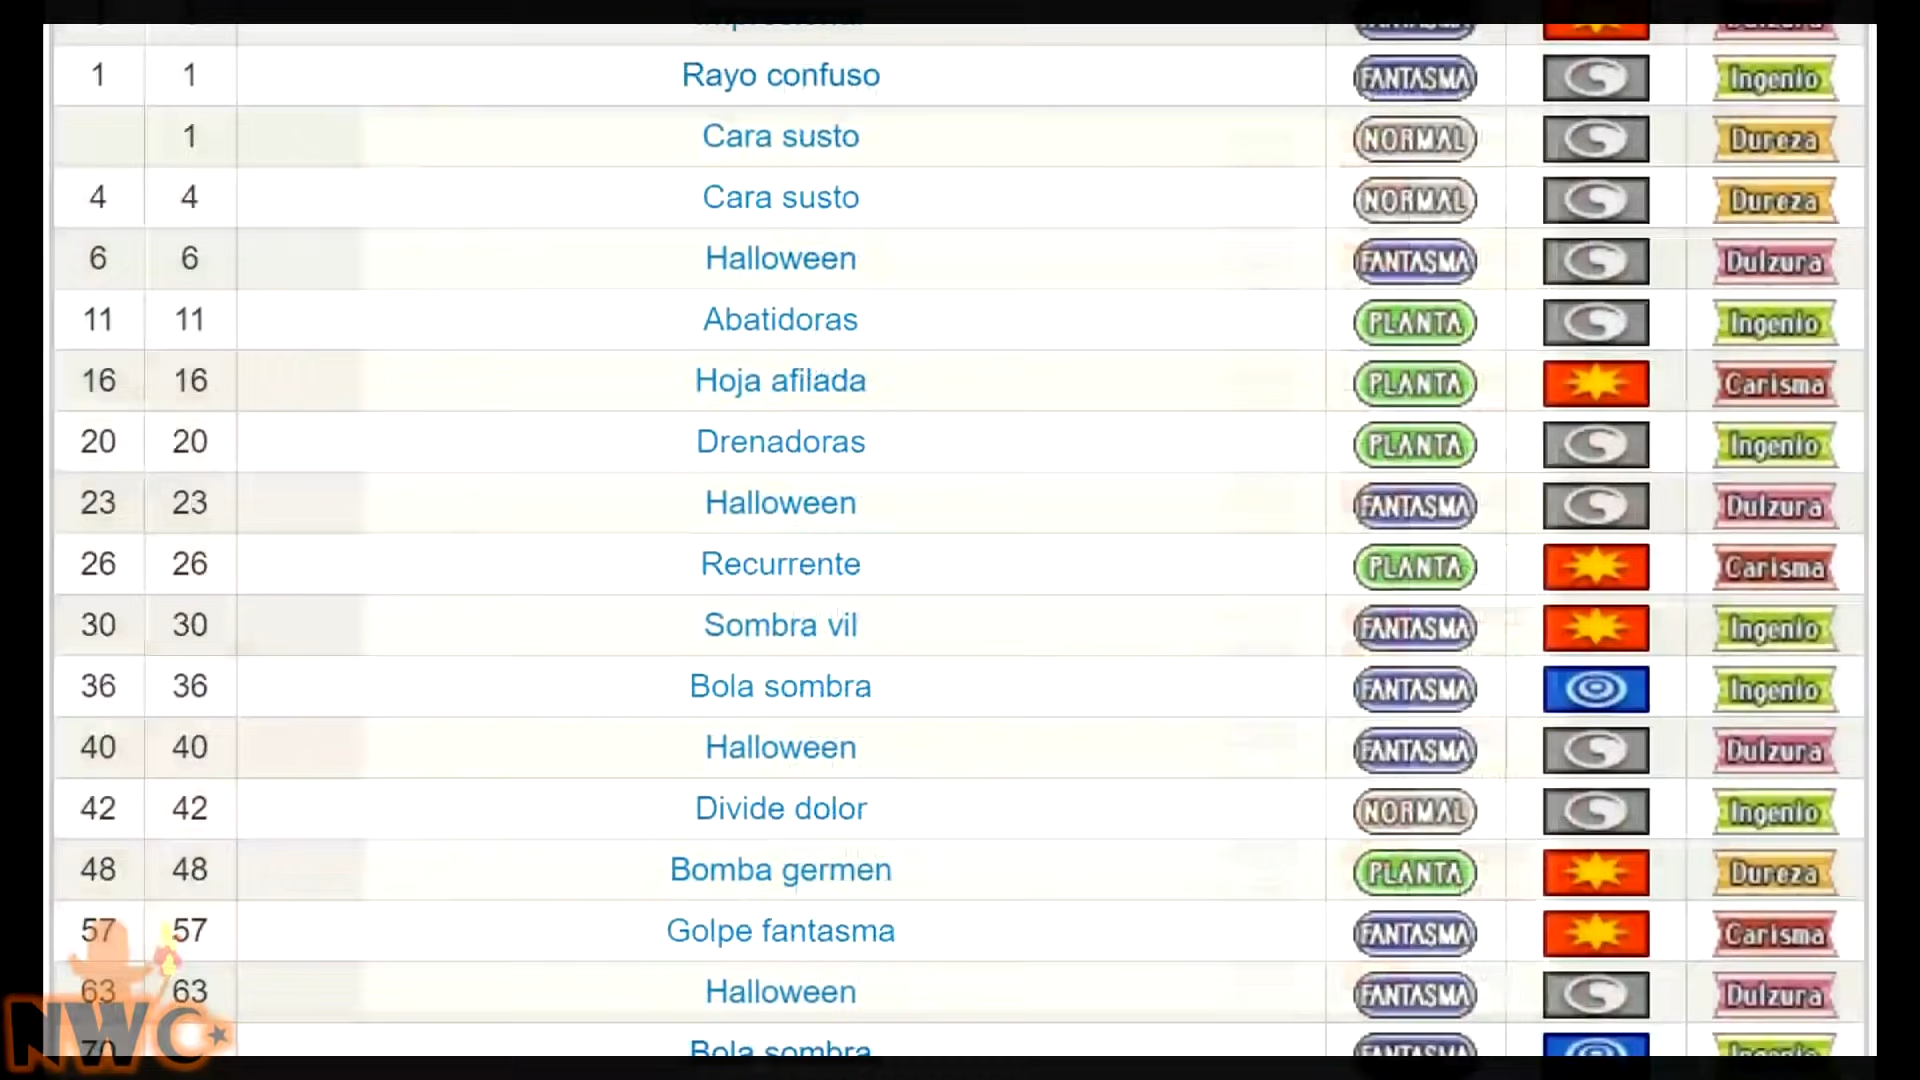 1 1 Rayo confuso FANTASMA Ingenio
1 Cara susto NORMAL Dureza
4 4 Cara susto NORMAL Dureza
6 6 Halloween FANTASMA Dulzura
11 11 Abatidoras PLANTA Ingenio
16 16 Hoja afilada PLANTA Carisma
20 20 Drenadoras PLANTA Ingenio
23 23 Halloween FANTASMA Dulzura
26 26 Recurrente PLANTA Carisma
30 30 Sombra vil FANTASMA Ingenio
36 36 Bola sombra FANTASMA Ingenio
40 40 Halloween FANTASMA Dulzura
42 42 Divide dolor NORMAL Ingenio
48 48 Bomba germen PLANTA Dureza
57 57 Golpe fantasma FANTASMA Carisma
63 63 Halloween FANTASMA Dulzura
70 Bola sombra FANTASMA Ingenio
NWC